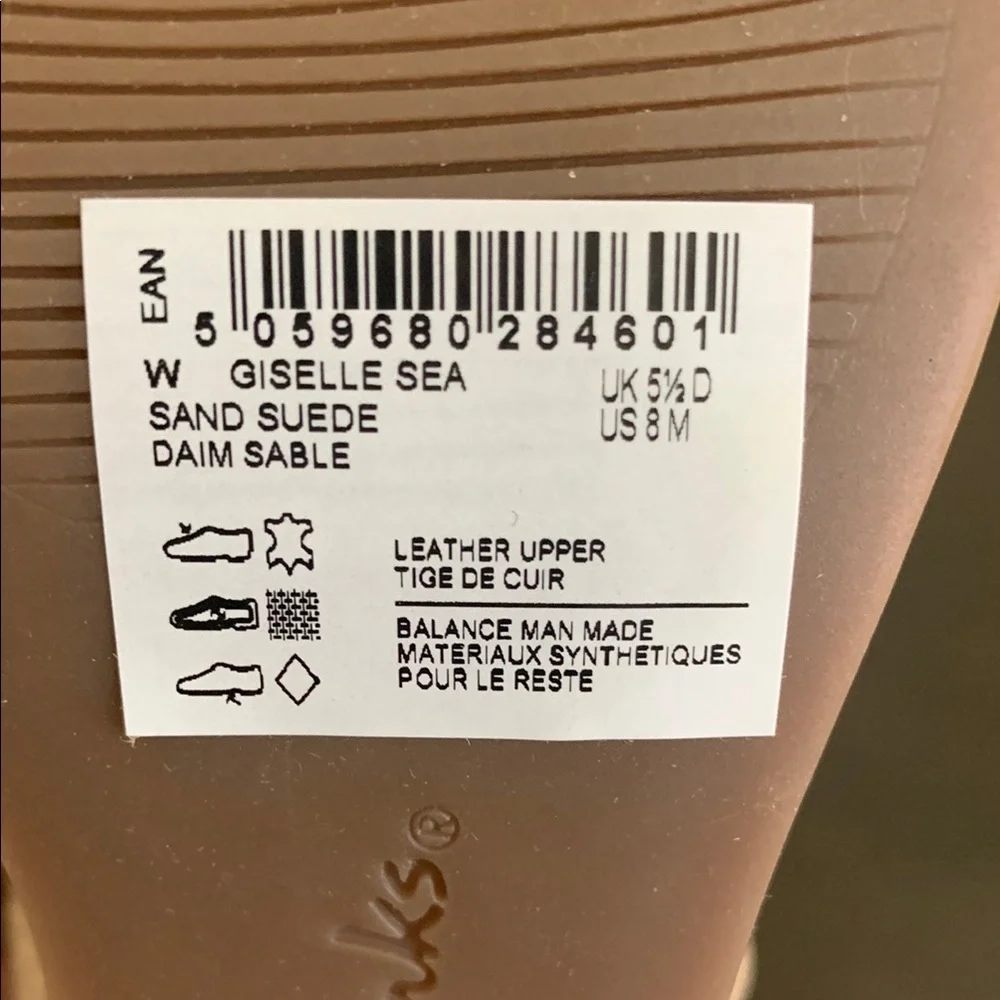 EAN
5 059680 284601
W GISELLE SEA UK 5½ D
SAND SUEDE US 8 M
DAIM SABLE
LEATHER UPPER
TIGE DE CUIR
BALANCE MAN MADE
MATERIAUX SYNTHETIQUES
POUR LE RESTE